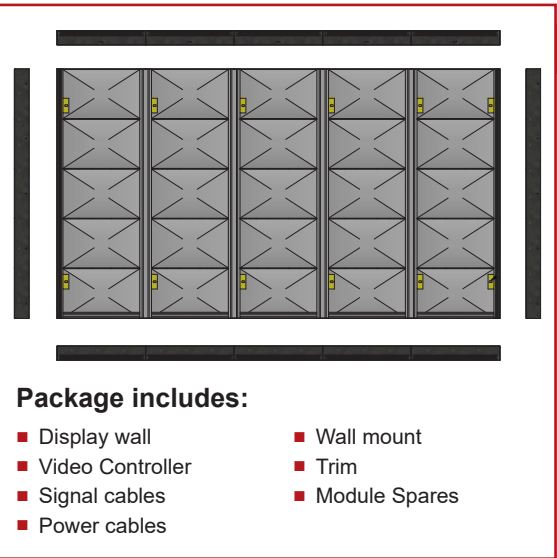 Package includes:
Display wall
Video Controller
Signal cables
Power cables
Wall mount
Trim
Module Spares